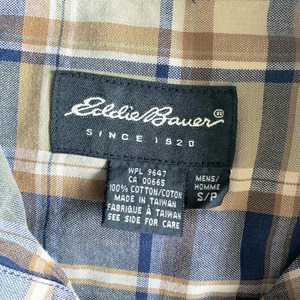 Eddie Bauer®
SINCE 1920
WPL 9647
CA 00665
100% COTTON/COTON
MADE IN TAIWAN
FABRIQUÉ À TAIWAN
SEE SIDE FOR CARE
MENS/
HOMME
S/P